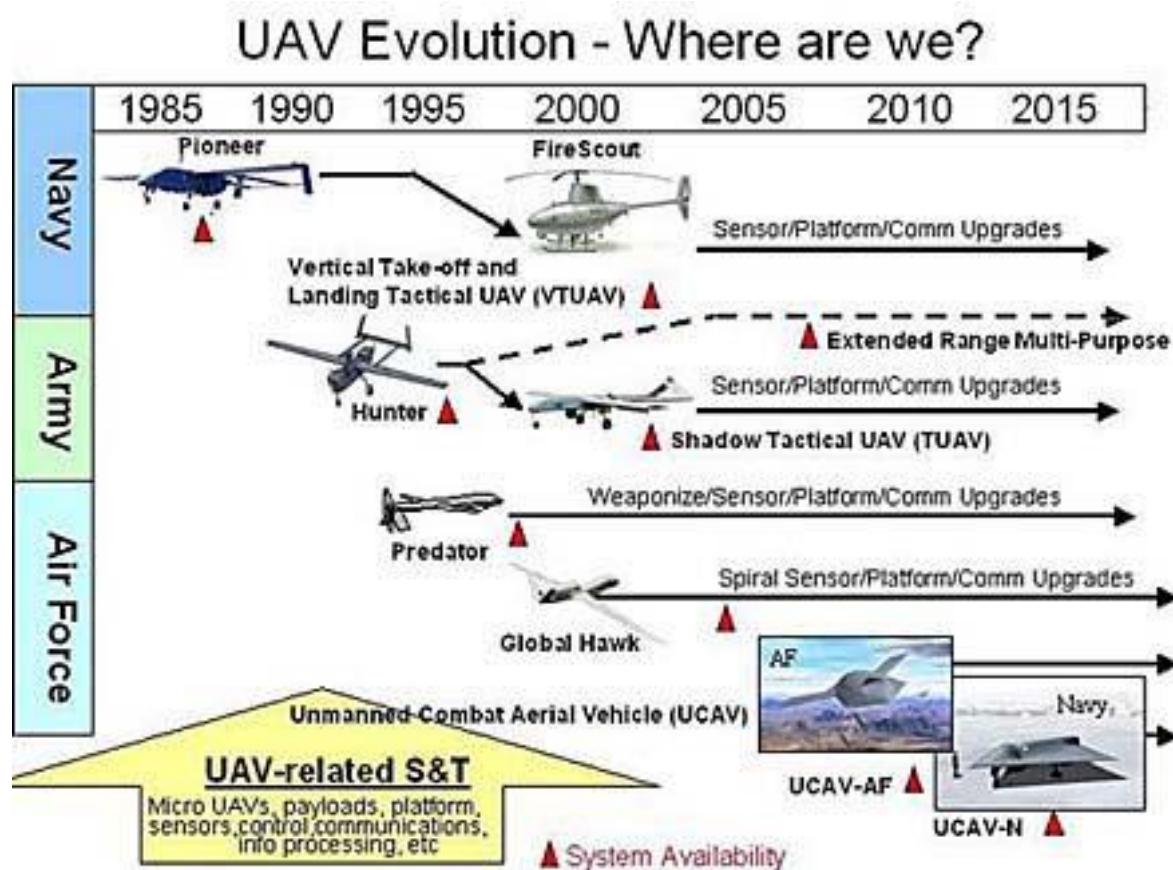 UAV Evolution - Where are we?
1985 1990 1995 2000 2005 2010 2015
Navy
Pioneer
FireScout
Sensor/Platform/Comm Upgrades
Vertical Take-off and
Landing Tactical UAV (VTUAV)
Army
Extended Range Multi-Purpose
Hunter
Sensor/Platform/Comm Upgrades
Shadow Tactical UAV (TUAV)
Air Force
Weaponize/Sensor/Platform/Comm Upgrades
Predator
Spiral Sensor/Platform/Comm Upgrades
Global Hawk
AF
Unmanned Combat Aerial Vehicle (UCAV)
Navy
UCAV-AF
UCAV-N
UAV-related S&T
Micro UAVs, payloads, platform,
sensors,control,communications,
info processing, etc
System Availability